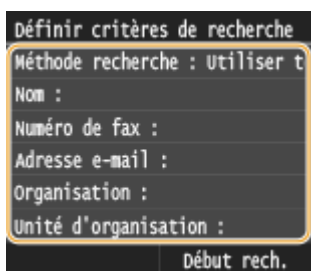 Définir critères de recherche
Méthode recherche : Utiliser t
Nom :
Numéro de fax :
Adresse e-mail :
Organisation :
Unité d'organisation :
Début rech.